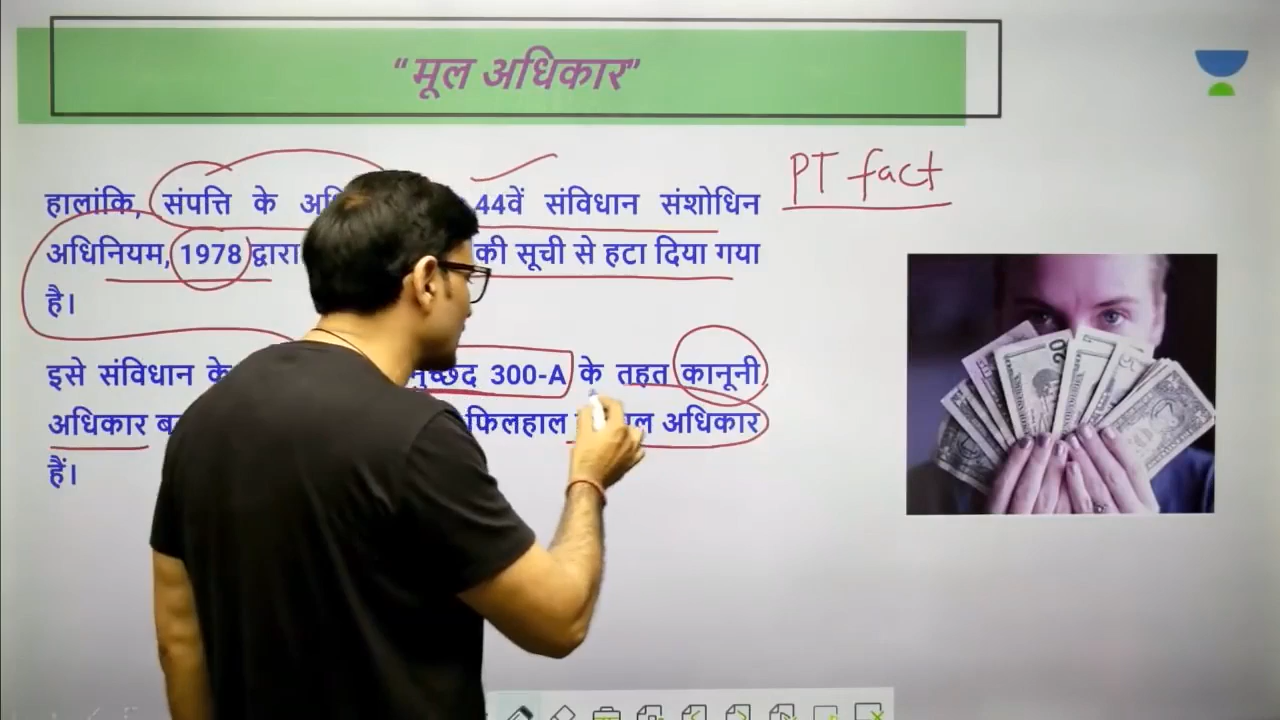 “मूल अधिकार”
PT fact
हालांकि, संपत्ति के 44वें संविधान संशोधिन
अधिनियम, 1978 द्वारा की सूची से हटा दिया गया
है।
इसे संविधान के 300-A के तहत कानूनी
अधिकार फिलहाल अधिकार
हैं।